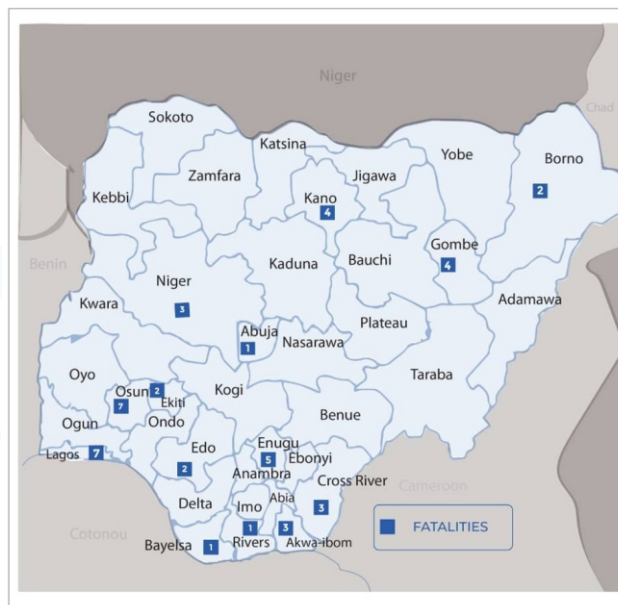 Niger
Chad
Sokoto
Katsina
Yobe
Borno
Zamfara
Jigawa
Kebbi
Kano
2
4
Gombe
Benin
Kaduna
Bauchi
4
Niger
Adamawa
Kwara
3
Abuja
Plateau
1
Nasarawa
Oyo
Taraba
Osun
2
Kogi
7
Ekiti
Benue
Ogun
Ondo
Edo
Enugu
Lagos
7
5
Ebonyi
2
Anambra
Cross River
Cameroon
Delta
Imo
Abia
3
Cotonou
Bayelsa
1
1
Rivers
3
Akwa-ibom
FATALITIES